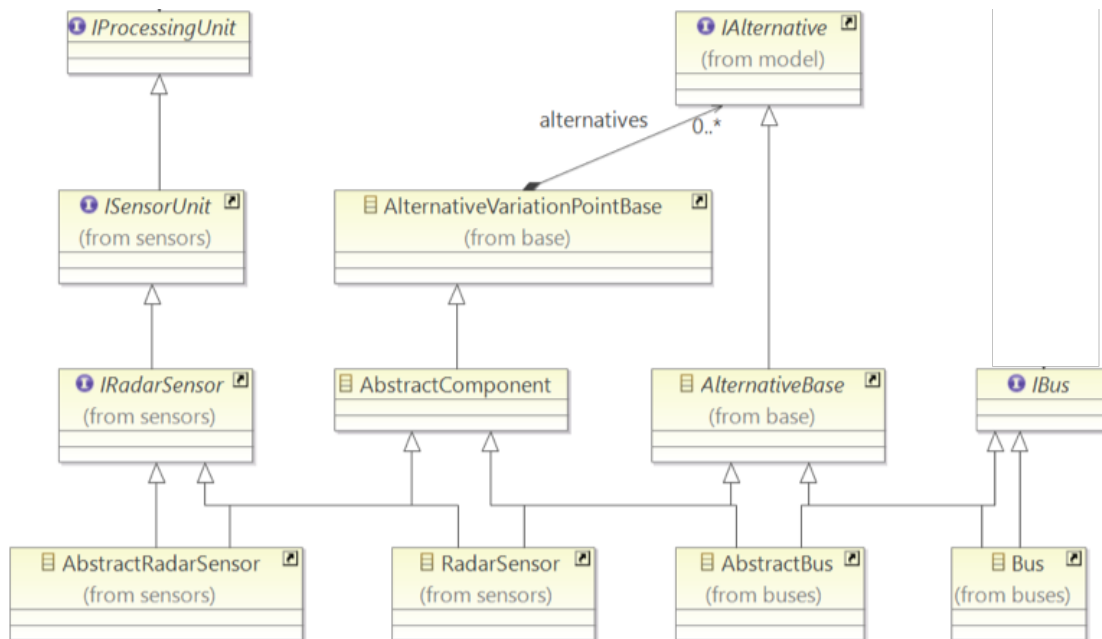 IProcessingUnit
IAlternative
(from model)
alternatives
0..*
ISensorUnit
(from sensors)
AlternativeVariationPointBase
(from base)
IRadarSensor
(from sensors)
AbstractComponent
AlternativeBase
(from base)
IBus
AbstractRadarSensor
(from sensors)
RadarSensor
(from sensors)
AbstractBus
(from buses)
Bus
(from buses)